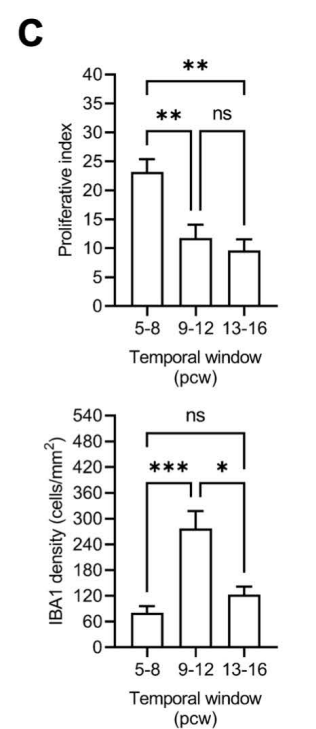 C
**
** ns
Proliferative index
40
35
30
25
20
15
10
5
0
5-8 9-12 13-16
Temporal window
(pcw)
ns
*** *
IBA1 density (cells/mm²)
540
480
420
360
300
240
180
120
60
0
5-8 9-12 13-16
Temporal window
(pcw)